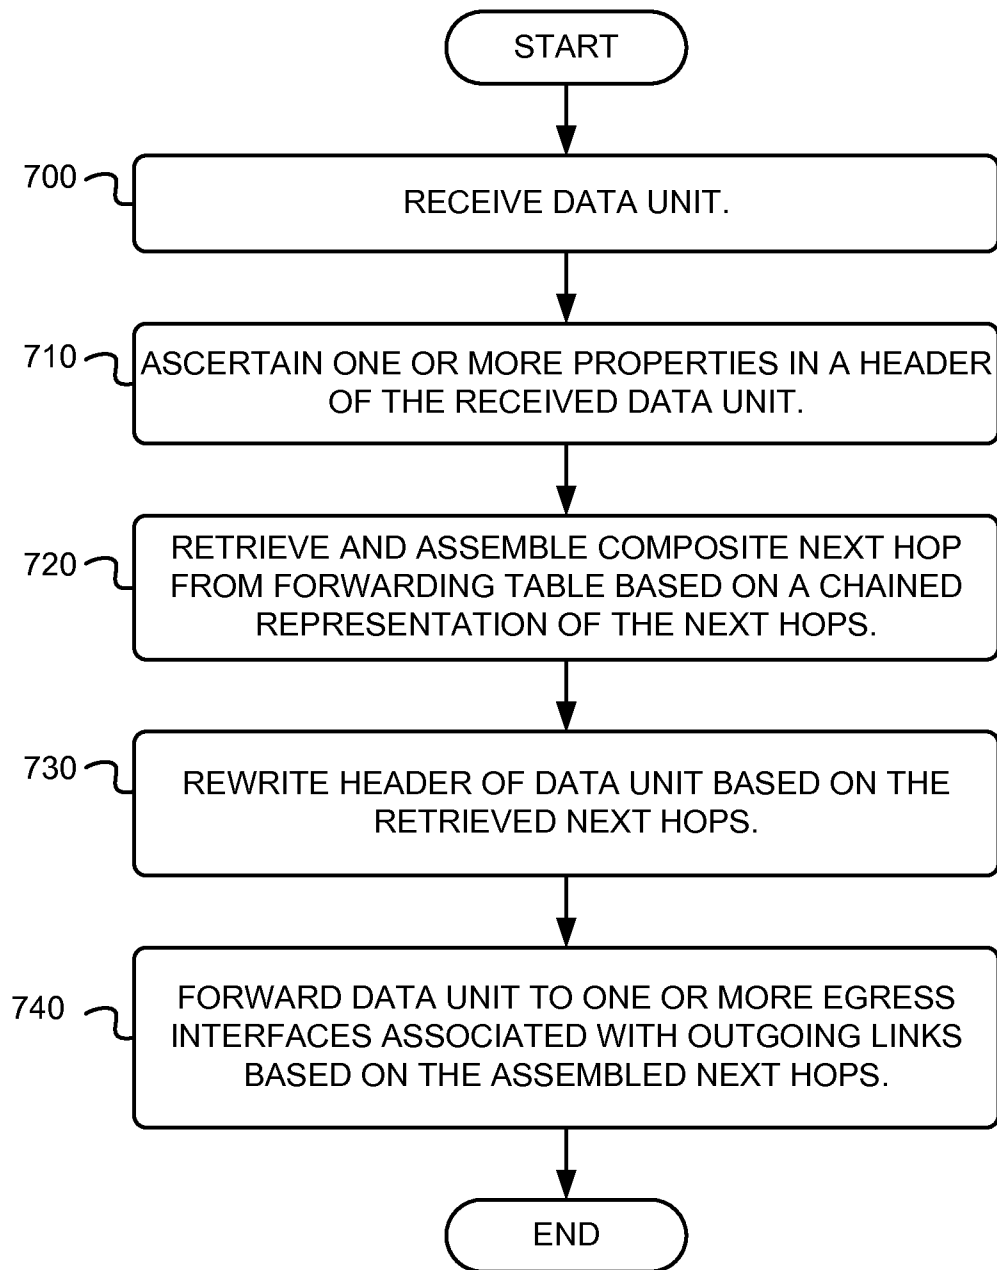 START
700
RECEIVE DATA UNIT.
710
ASCERTAIN ONE OR MORE PROPERTIES IN A HEADER
OF THE RECEIVED DATA UNIT.
720
RETRIEVE AND ASSEMBLE COMPOSITE NEXT HOP
FROM FORWARDING TABLE BASED ON A CHAINED
REPRESENTATION OF THE NEXT HOPS.
730
REWRITE HEADER OF DATA UNIT BASED ON THE
RETRIEVED NEXT HOPS.
740
FORWARD DATA UNIT TO ONE OR MORE EGRESS
INTERFACES ASSOCIATED WITH OUTGOING LINKS
BASED ON THE ASSEMBLED NEXT HOPS.
END